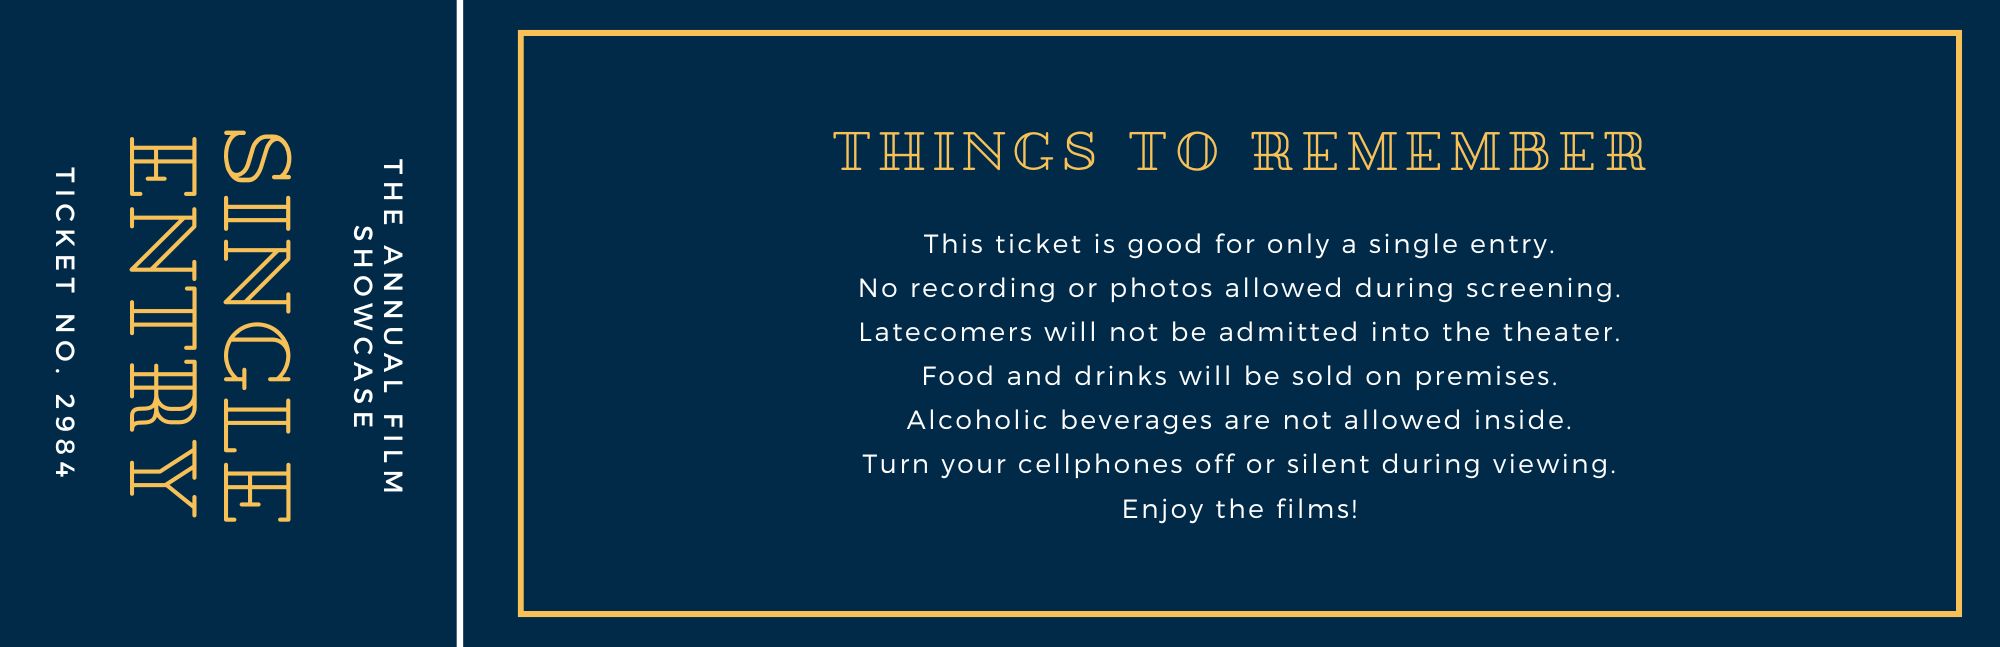 THE ANNUAL FILM
SHOWCASE
SINGLE
ENTRY
TICKET NO. 2984
THINGS TO REMEMBER
This ticket is good for only a single entry.
No recording or photos allowed during screening.
Latecomers will not be admitted into the theater.
Food and drinks will be sold on premises.
Alcoholic beverages are not allowed inside.
Turn your cellphones off or silent during viewing.
Enjoy the films!